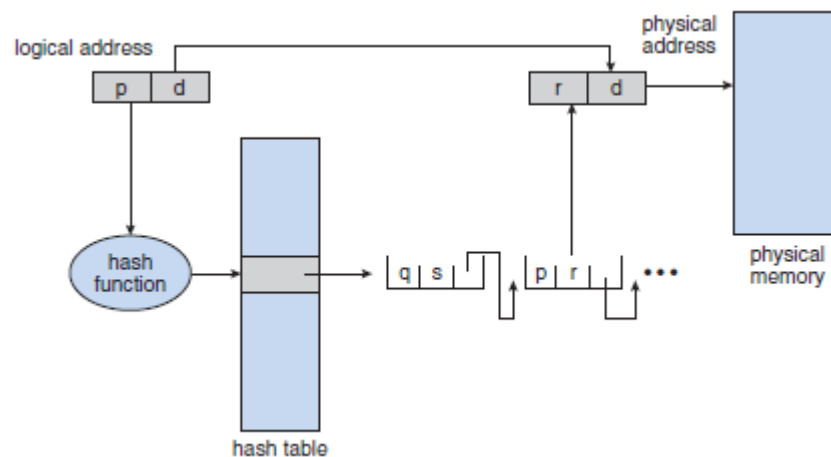 logical address
physical
address
p d
r d
hash
function
q s
p r
•••
physical
memory
hash table